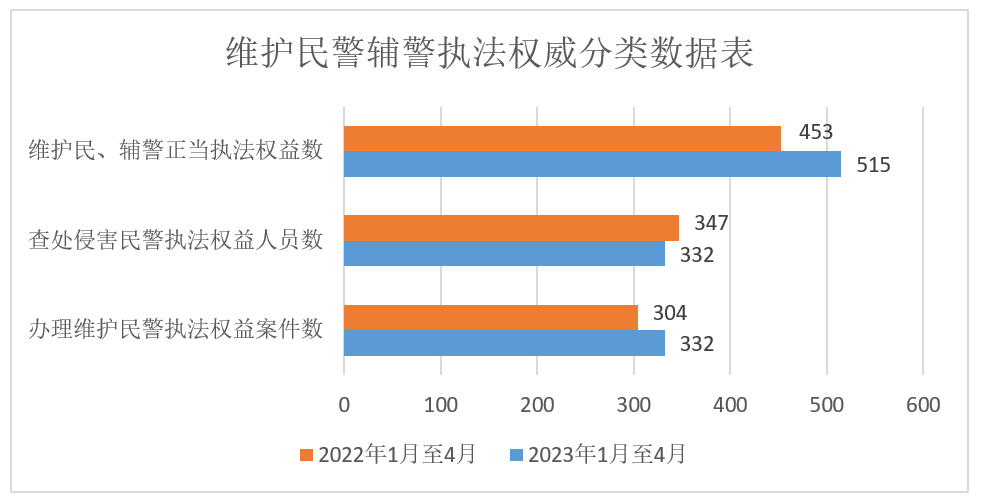 维护民警辅警执法权威分类数据表
维护民、辅警正当执法权益数
453
515
查处侵害民警执法权益人员数
347
332
办理维护民警执法权益案件数
304
332
0 100 200 300 400 500 600
2022年1月至4月 2023年1月至4月